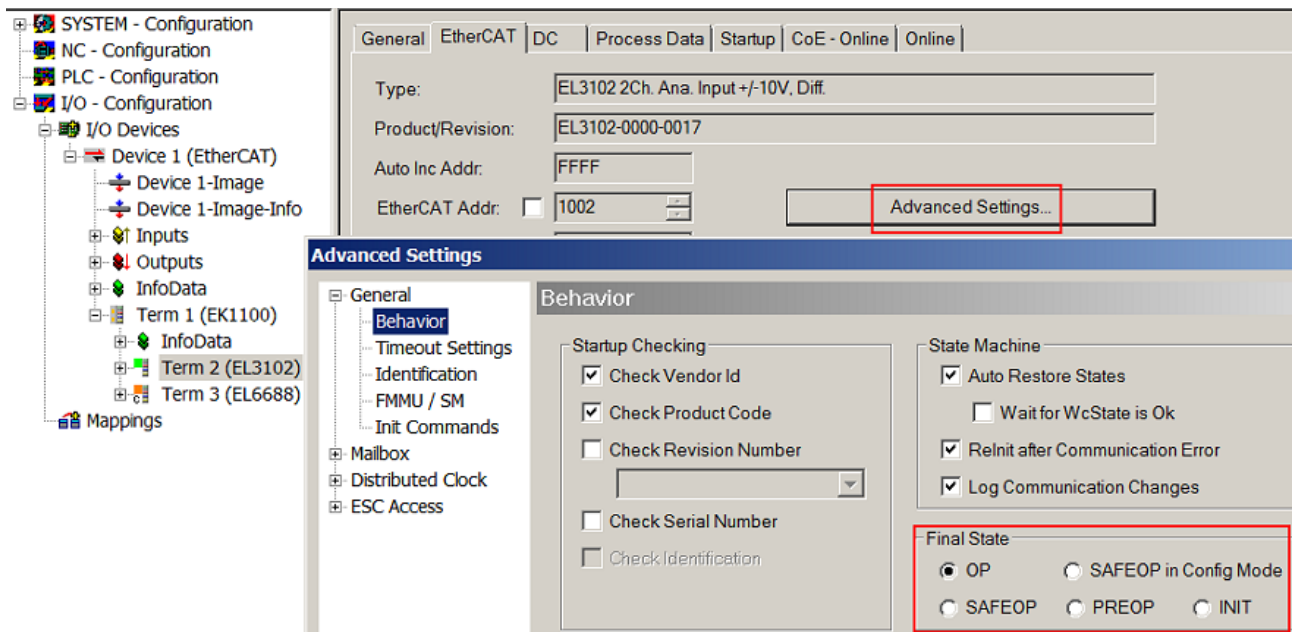 SYSTEM - Configuration
NC - Configuration
PLC - Configuration
I/O - Configuration
I/O Devices
Device 1 (EtherCAT)
Device 1-Image
Device 1-Image-Info
Inputs
Outputs
InfoData
Term 1 (EK1100)
InfoData
Term 2 (EL3102)
Term 3 (EL6688)
Mappings
General EtherCAT DC Process Data Startup CoE - Online Online
Type: EL3102 2Ch. Ana. Input +/-10V, Diff.
Product/Revision: EL3102-0000-0017
Auto Inc Addr: FFFF
EtherCAT Addr: 1002
Advanced Settings...
Advanced Settings
General
Behavior
Timeout Settings
Identification
FMMU / SM
Init Commands
Mailbox
Distributed Clock
ESC Access
Behavior
Startup Checking
Check Vendor Id
Check Product Code
Check Revision Number
Check Serial Number
Check Identification
State Machine
Auto Restore States
Wait for WcState is Ok
ReInit after Communication Error
Log Communication Changes
Final State
OP SAFEOP in Config Mode
SAFEOP PREOP INIT